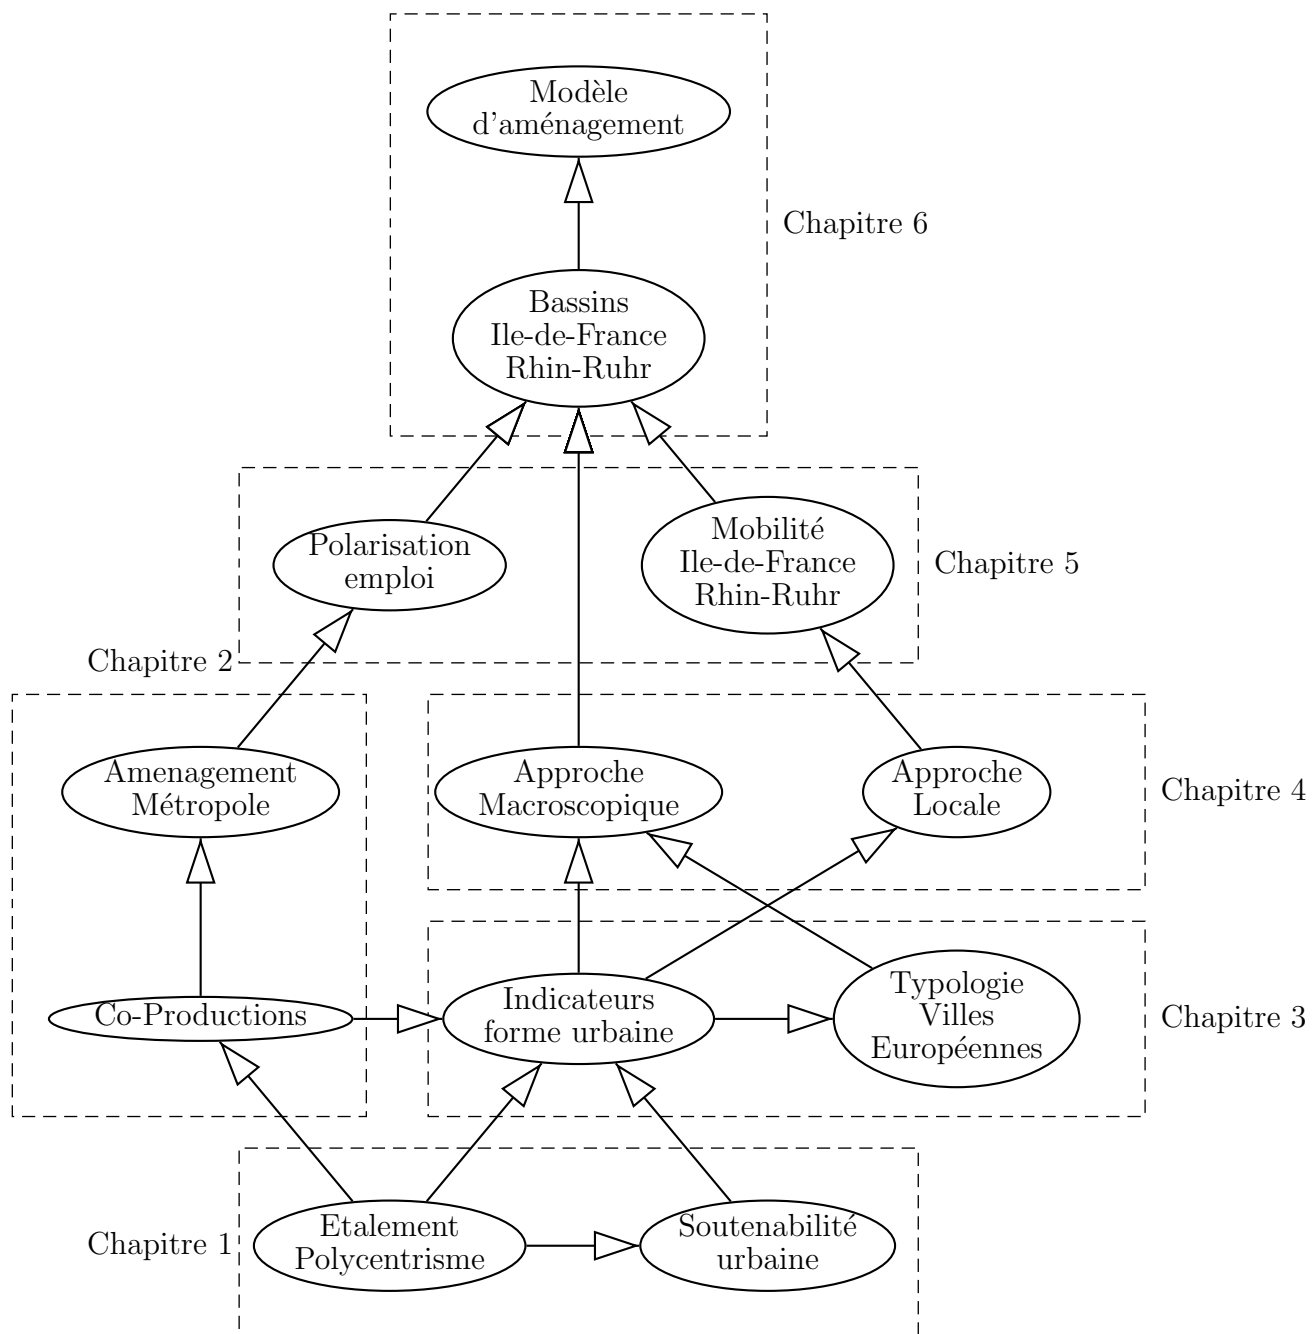 Modèle
d'aménagement
Chapitre 6
Bassins
Ile-de-France
Rhin-Ruhr
Polarisation
emploi
Mobilité
Ile-de-France
Rhin-Ruhr
Chapitre 5
Chapitre 2
Amenagement
Métropole
Approche
Macroscopique
Approche
Locale
Chapitre 4
Co-Productions
Indicateurs
forme urbaine
Typologie
Villes
Européennes
Chapitre 3
Chapitre 1
Etalement
Polycentrisme
Soutenabilité
urbaine